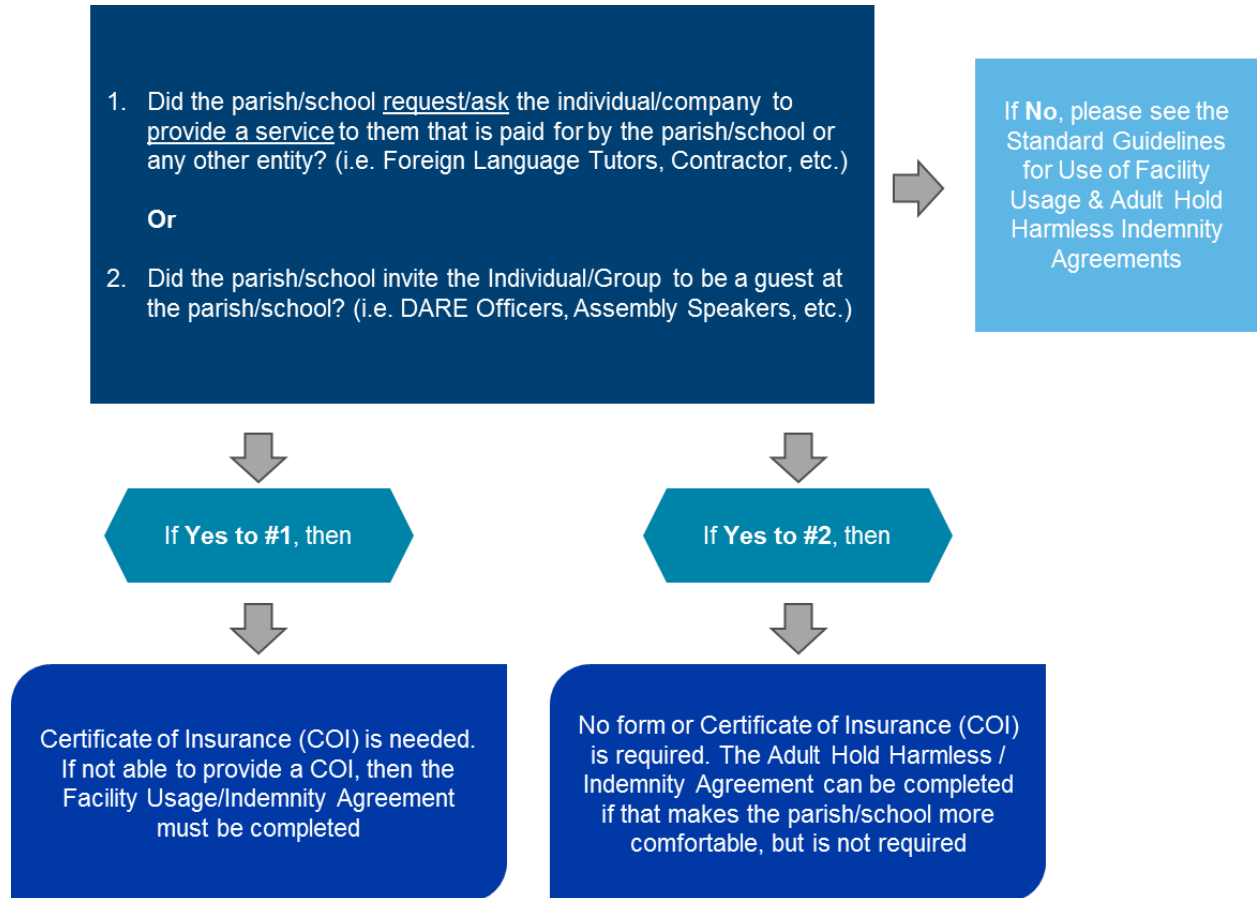 1. Did the parish/school request/ask the individual/company to
provide a service to them that is paid for by the parish/school or
any other entity? (i.e. Foreign Language Tutors, Contractor, etc.)
Or
2. Did the parish/school invite the Individual/Group to be a guest at
the parish/school? (i.e. DARE Officers, Assembly Speakers, etc.)
If No, please see the
Standard Guidelines
for Use of Facility
Usage & Adult Hold
Harmless Indemnity
Agreements
If Yes to #1, then
If Yes to #2, then
Certificate of Insurance (COI) is needed.
If not able to provide a COI, then the
Facility Usage/Indemnity Agreement
must be completed
No form or Certificate of Insurance (COI)
is required. The Adult Hold Harmless /
Indemnity Agreement can be completed
if that makes the parish/school more
comfortable, but is not required